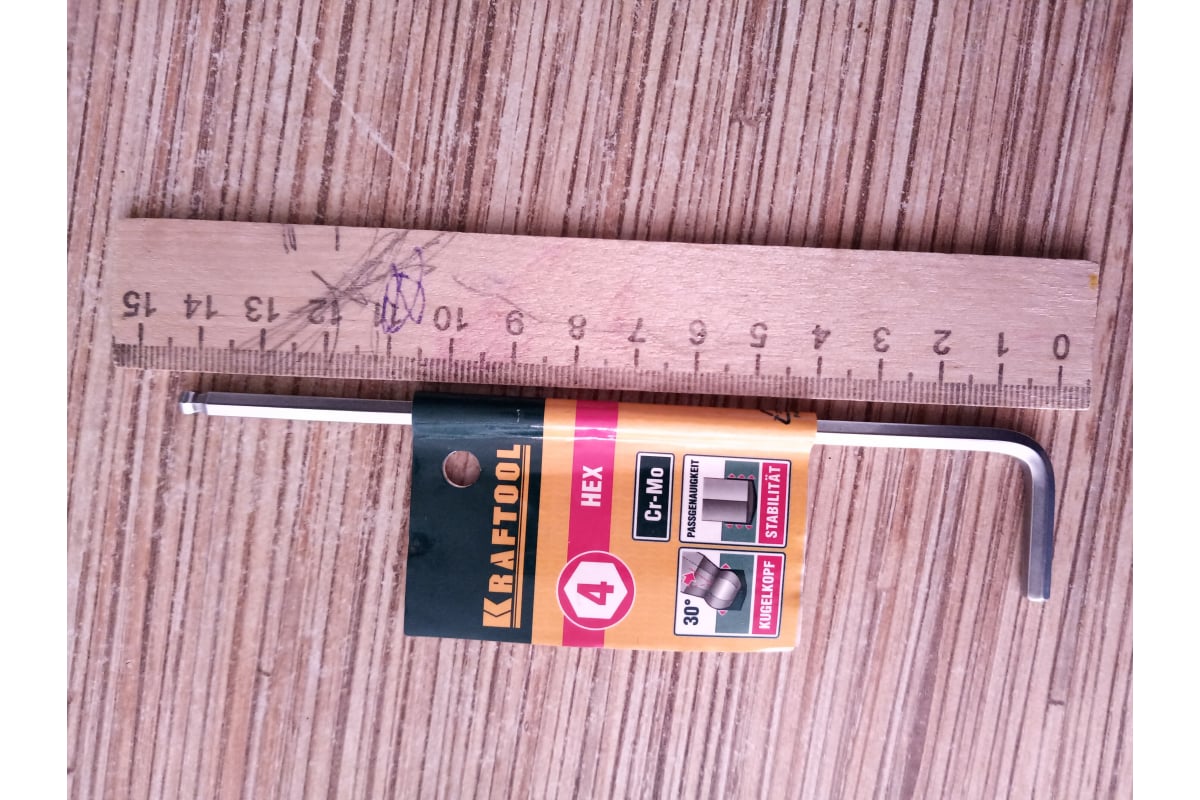 15 14 13 12 11 10 9 8 7 6 5 4 3 2 1 0
KRAFTOOL
HEX
4
Cr-Mo
PASSGENAUIGKEIT
STABILITÄT
30°
KUGELKOPF